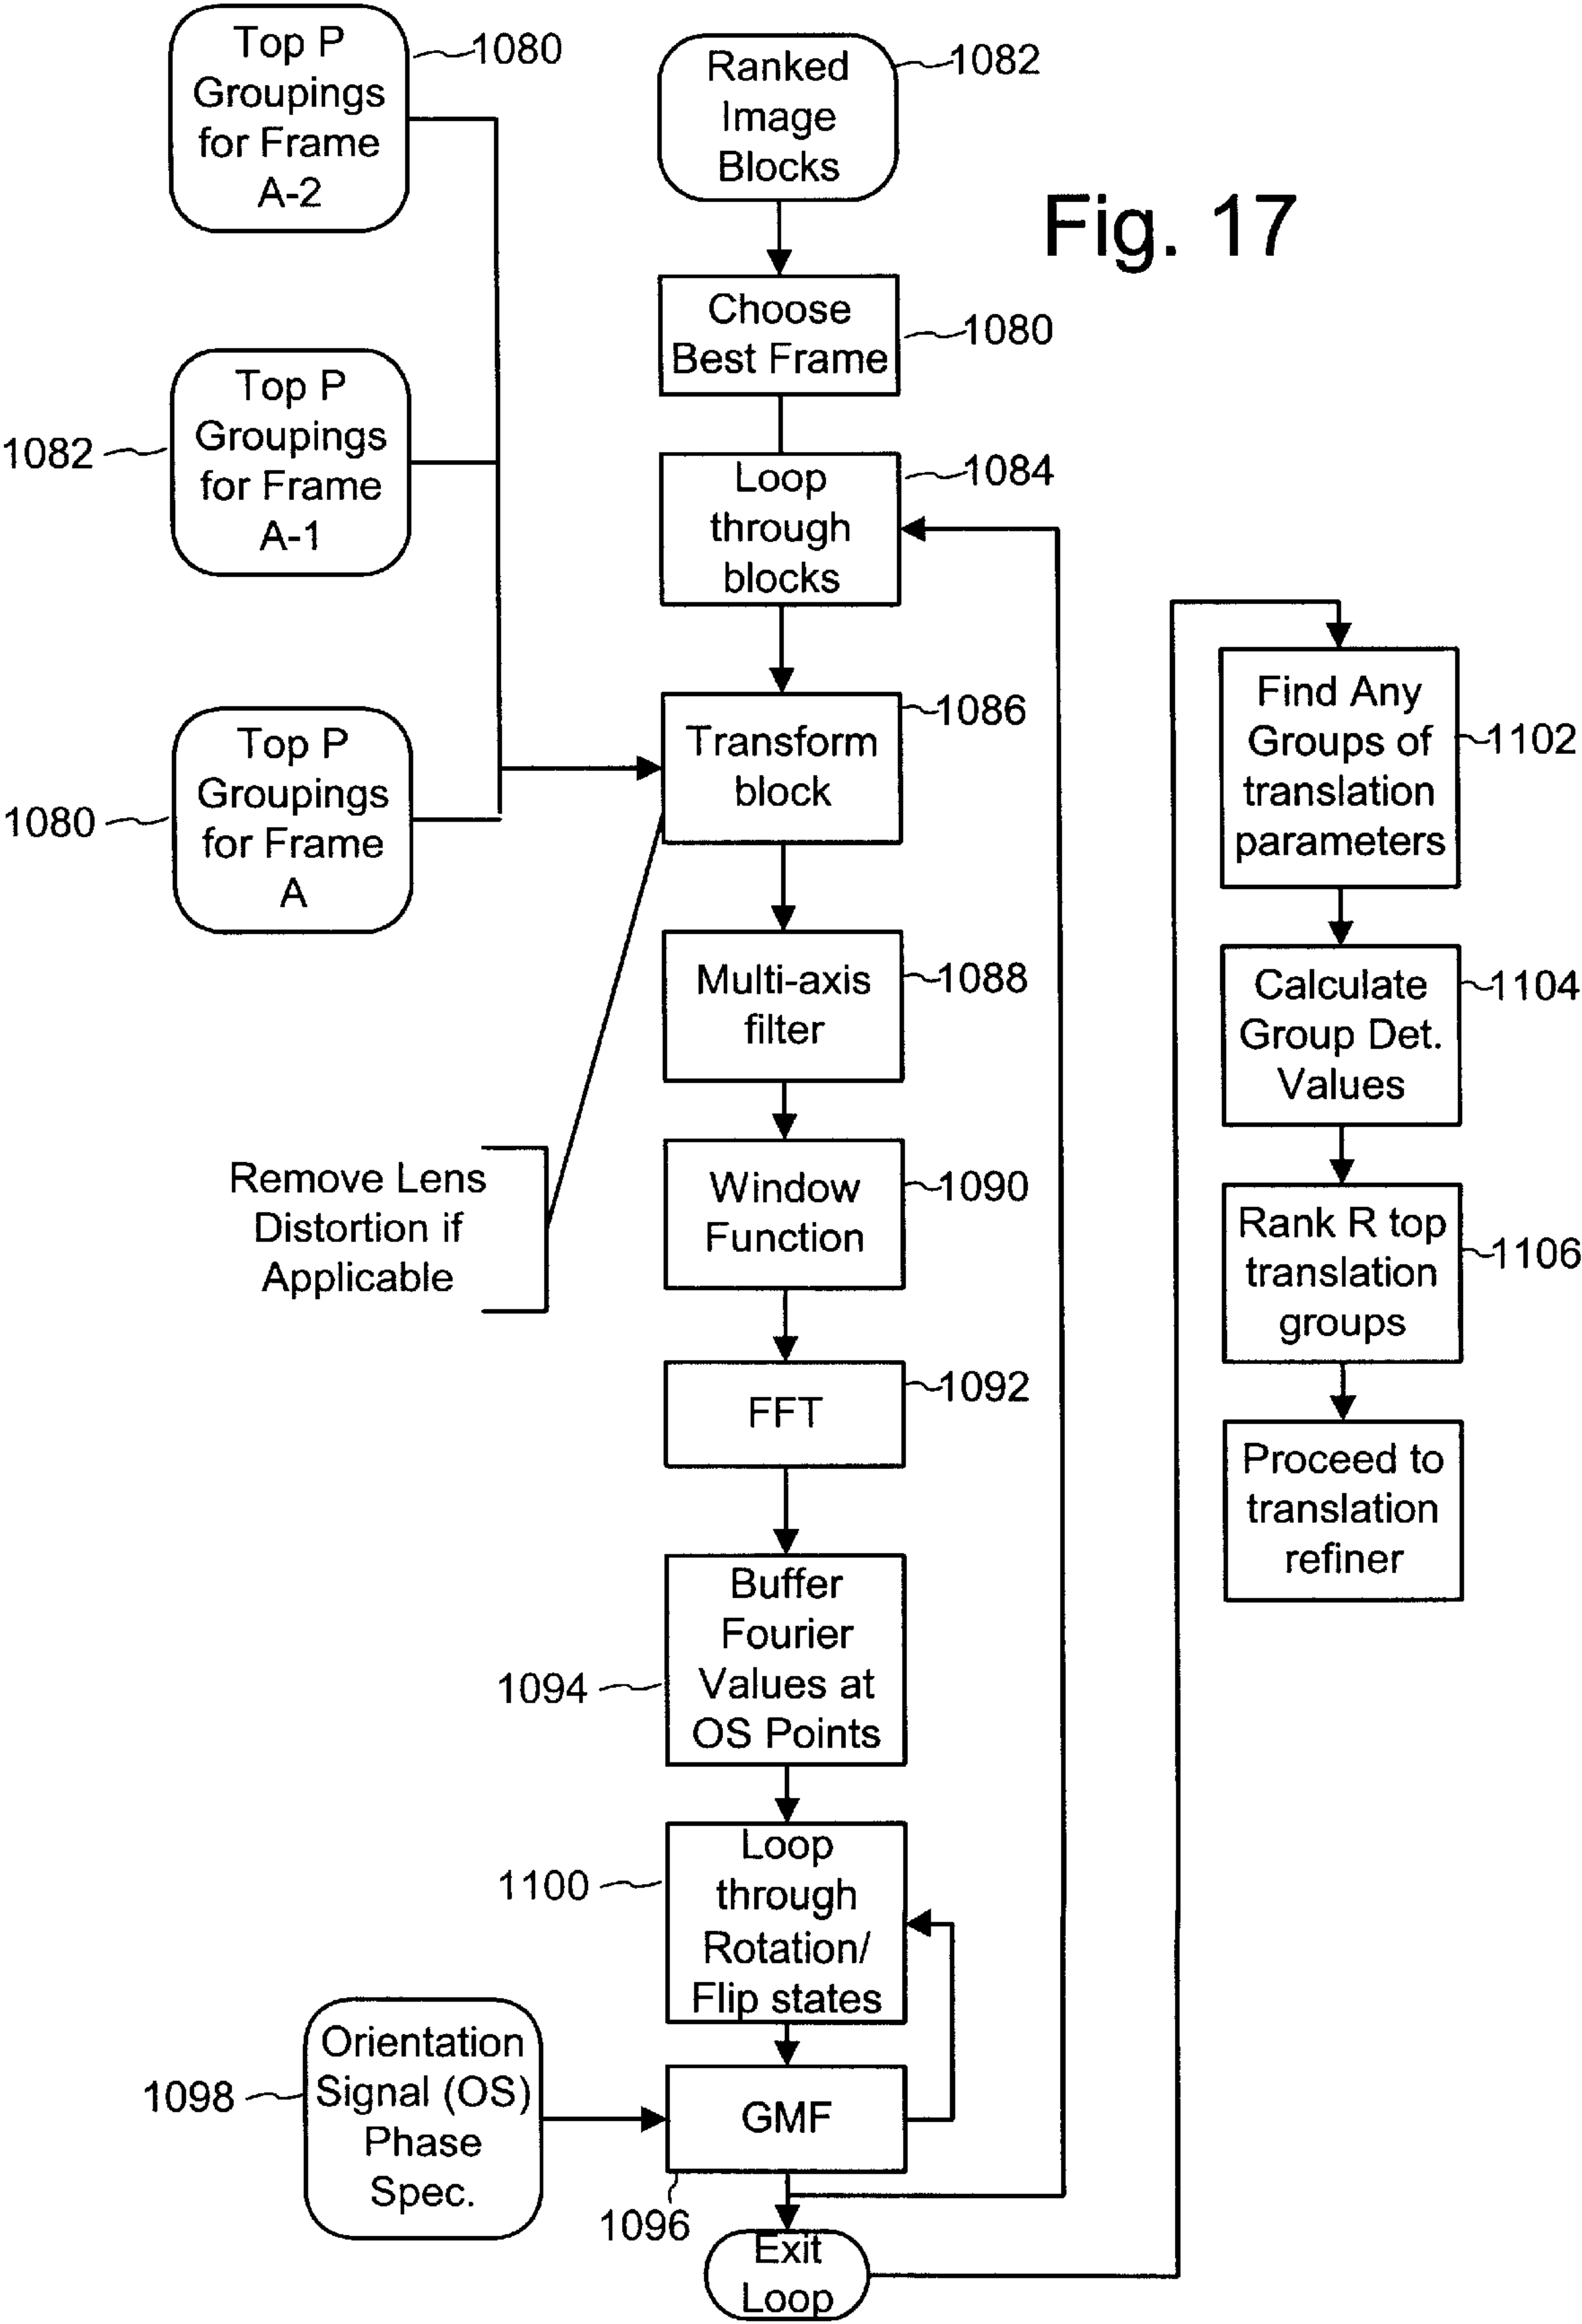 Top P
Groupings
for Frame
A-2
1080
Ranked
Image
Blocks
1082
Fig. 17
Choose
Best Frame
1080
Top P
Groupings
for Frame
A-1
1082
Loop
through
blocks
1084
Top P
Groupings
for Frame
A
1080
Transform
block
1086
Remove Lens
Distortion if
Applicable
Multi-axis
filter
1088
Window
Function
1090
FFT
1092
Buffer
Fourier
Values at
OS Points
1094
Loop
through
Rotation/
Flip states
1100
Orientation
Signal (OS)
Phase
Spec.
1098
GMF
1096
Exit
Loop
Find Any
Groups of
translation
parameters
1102
Calculate
Group Det.
Values
1104
Rank R top
translation
groups
1106
Proceed to
translation
refiner